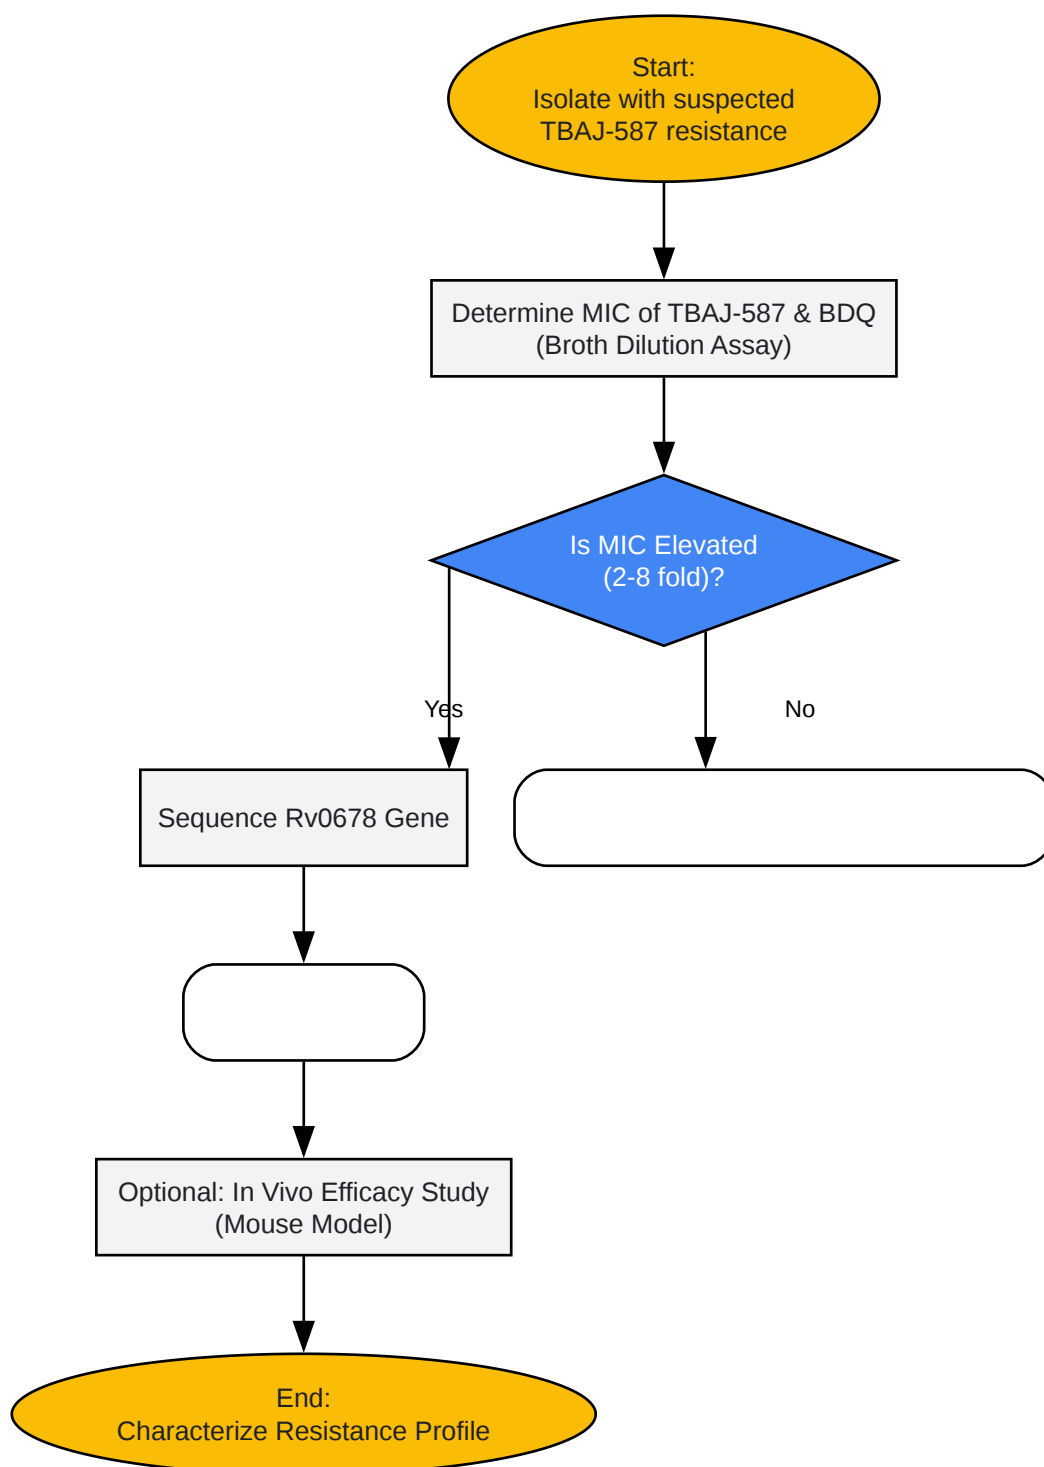 Start:
Isolate with suspected
TBAJ-587 resistance
Determine MIC of TBAJ-587 & BDQ
(Broth Dilution Assay)
Is MIC Elevated
(2-8 fold)?
Yes
No
Sequence Rv0678 Gene
Optional: In Vivo Efficacy Study
(Mouse Model)
End:
Characterize Resistance Profile